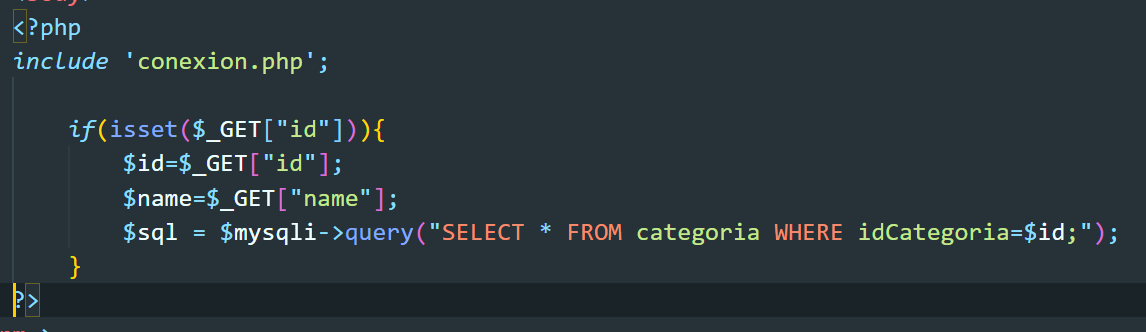 <?php
include 'conexion.php';
if(isset($_GET["id"])){
$id=$_GET["id"];
$name=$_GET["name"];
$sql = $mysqli->query("SELECT * FROM categoria WHERE idCategoria=$id;");
}
?>